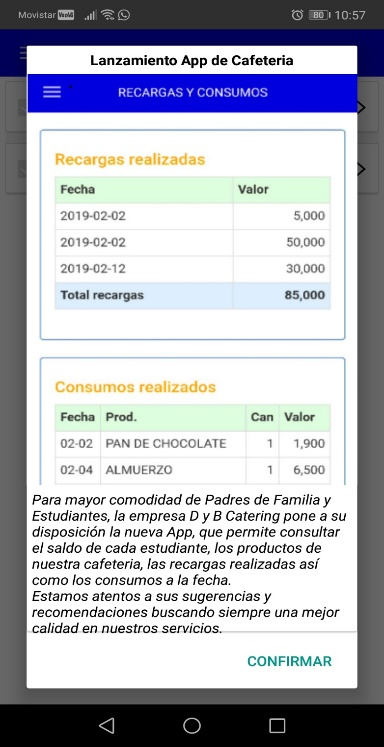 Movistar VoWiFi 80 10:57
Lanzamiento App de Cafeteria
RECARGAS Y CONSUMOS
Recargas realizadas
Fecha Valor
2019-02-02 5,000
2019-02-02 50,000
2019-02-12 30,000
Total recargas 85,000
Consumos realizados
Fecha Prod. Can Valor
02-02 PAN DE CHOCOLATE 1 1,900
02-04 ALMUERZO 1 6,500
Para mayor comodidad de Padres de Familia y
Estudiantes, la empresa D y B Catering pone a su
disposición la nueva App, que permite consultar
el saldo de cada estudiante, los productos de
nuestra cafeteria, las recargas realizadas así
como los consumos a la fecha.
Estamos atentos a sus sugerencias y
recomendaciones buscando siempre una mejor
calidad en nuestros servicios.
CONFIRMAR